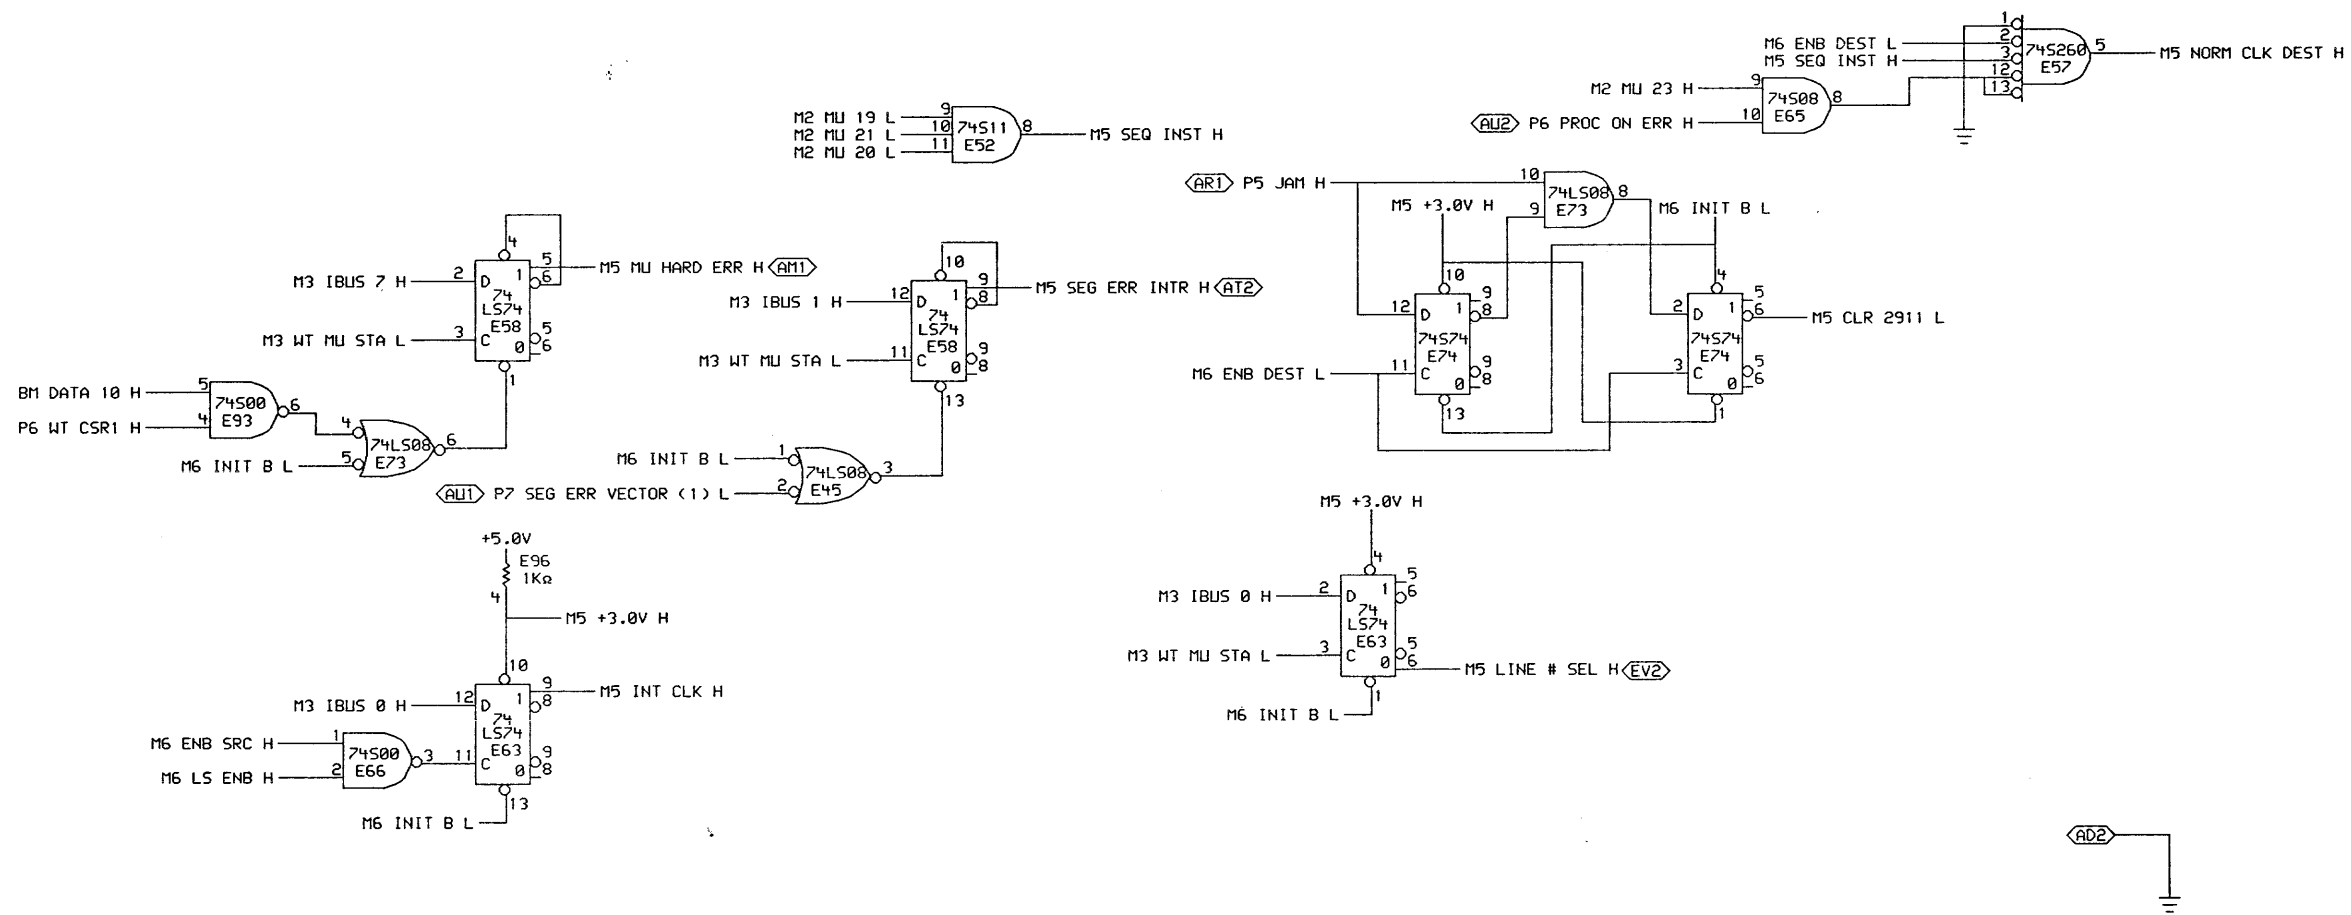 M6 ENB DEST L
M5 SEQ INST H
1
2
3
12
13
74S260
E57
5
M5 NORM CLK DEST H
M2 MU 23 H
9
74S08
E65
8
AU2 P6 PROC ON ERR H
10
M2 MU 19 L
M2 MU 21 L
M2 MU 20 L
9
10
11
74S11
E52
8
M5 SEQ INST H
AR1 P5 JAM H
10
9
74LS08
E73
8
M5 +3.0V H
M6 INIT B L
4
M3 IBUS 7 H
2
D
1
5
6
M5 MU HARD ERR H AM1
74
LS74
E58
M3 WT MU STA L
3
C
0
5
6
1
10
M3 IBUS 1 H
12
D
1
9
8
M5 SEG ERR INTR H AT2
74
LS74
E58
M3 WT MU STA L
11
C
0
9
8
13
10
12
D
1
9
8
74S74
E74
M6 ENB DEST L
11
C
0
9
8
13
4
2
D
1
5
6
M5 CLR 2911 L
74S74
E74
3
C
0
5
6
1
BM DATA 10 H
5
P6 WT CSR1 H
4
74S00
E93
6
4
M6 INIT B L
5
74LS08
E73
6
M6 INIT B L
1
AU1 P7 SEG ERR VECTOR (1) L
2
74LS08
E45
3
+5.0V
E96
1KΩ
4
M5 +3.0V H
10
M3 IBUS 0 H
12
D
1
9
8
M5 INT CLK H
74
LS74
E63
M6 ENB SRC H
1
M6 LS ENB H
2
74S00
E66
3
11
C
0
9
8
13
M6 INIT B L
M5 +3.0V H
4
M3 IBUS 0 H
2
D
1
5
6
74
LS74
E63
M3 WT MU STA L
3
C
0
5
6
M5 LINE # SEL H EV2
1
M6 INIT B L
AD2